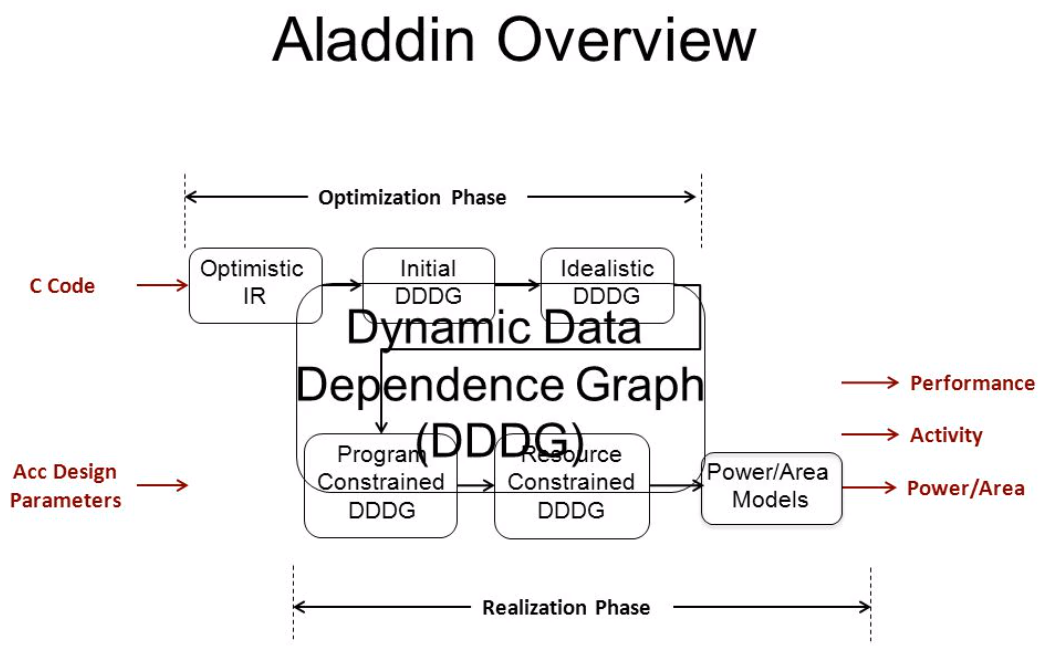 Aladdin Overview
Optimization Phase
C Code
Optimistic
IR
Initial
DDDG
Idealistic
DDDG
Dynamic Data
Dependence Graph
(DDDG)
Acc Design
Parameters
Program
Constrained
DDDG
Resource
Constrained
DDDG
Power/Area
Models
Performance
Activity
Power/Area
Realization Phase